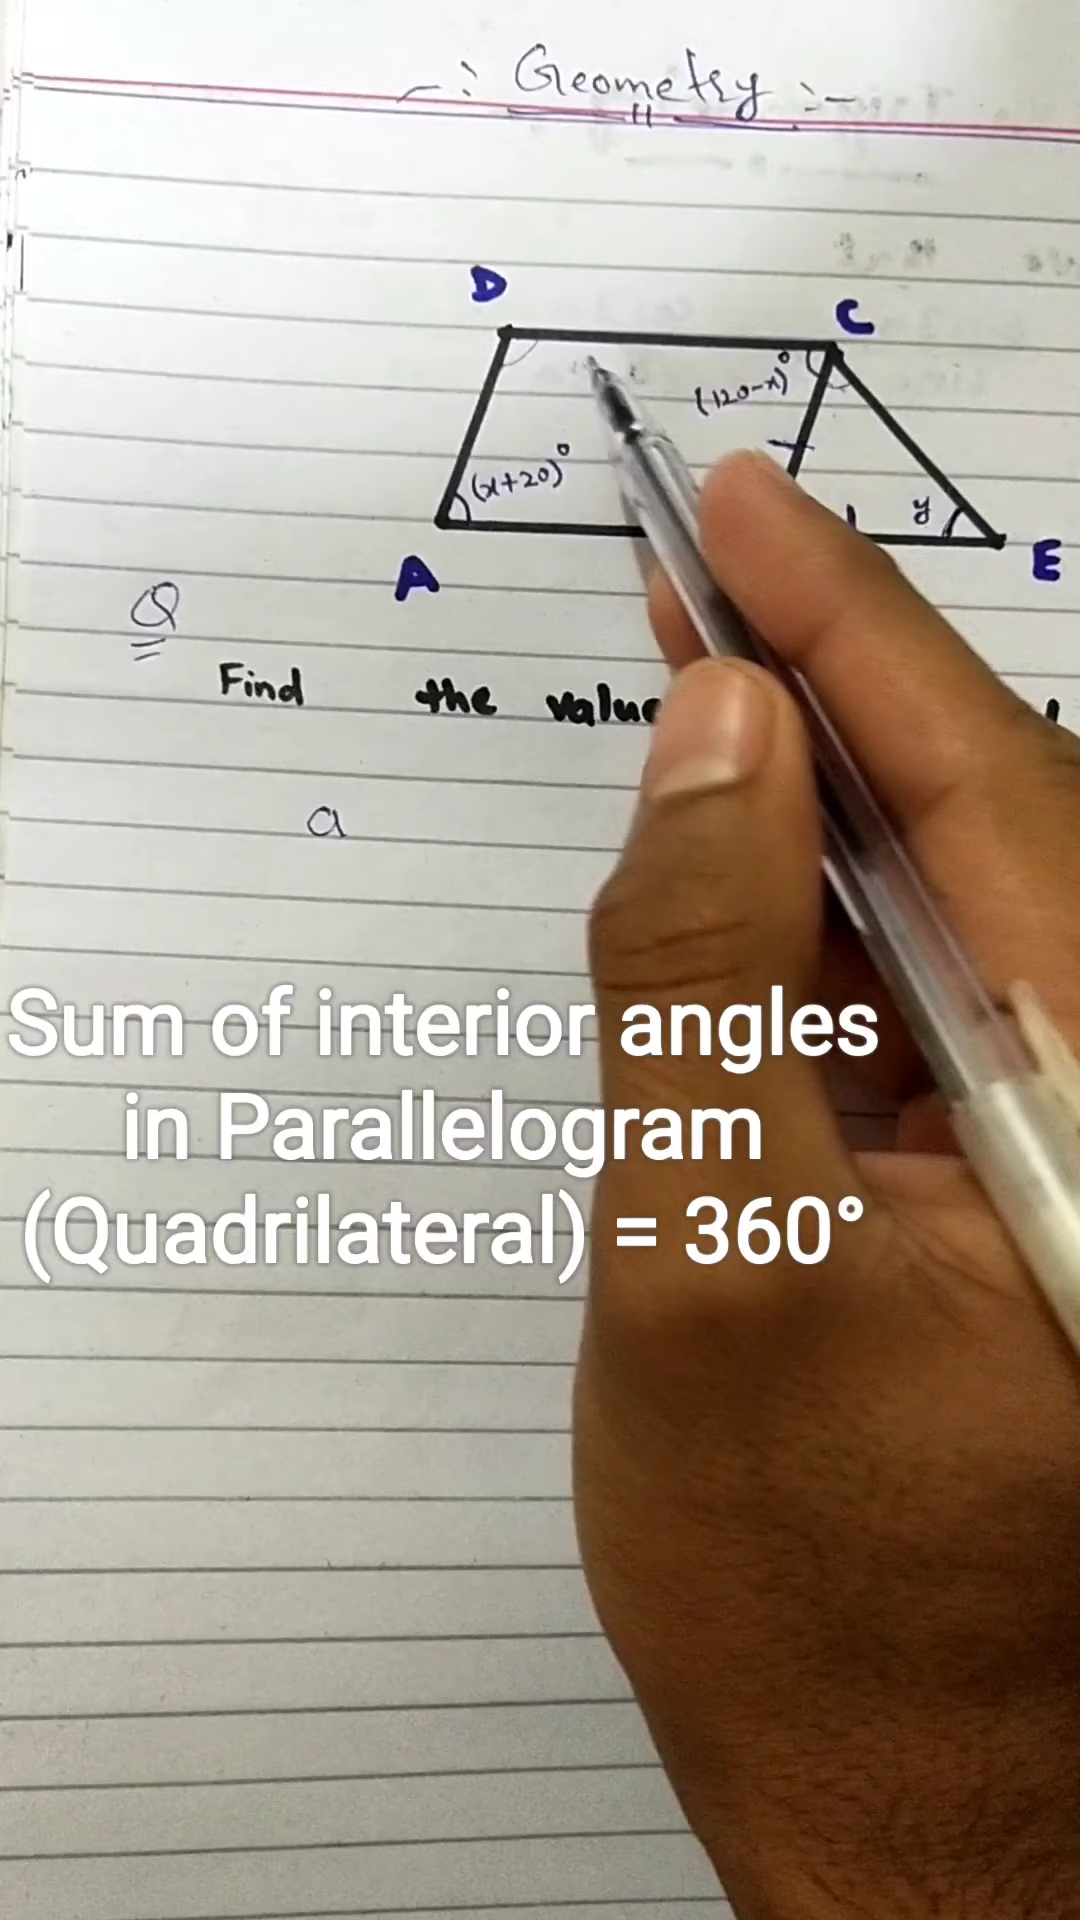 -: Geometry :-
D
C
(120-x)°
(x+20)°
y
A
E
Q
Find the value
a
Sum of interior angles
in Parallelogram
(Quadrilateral) = 360°